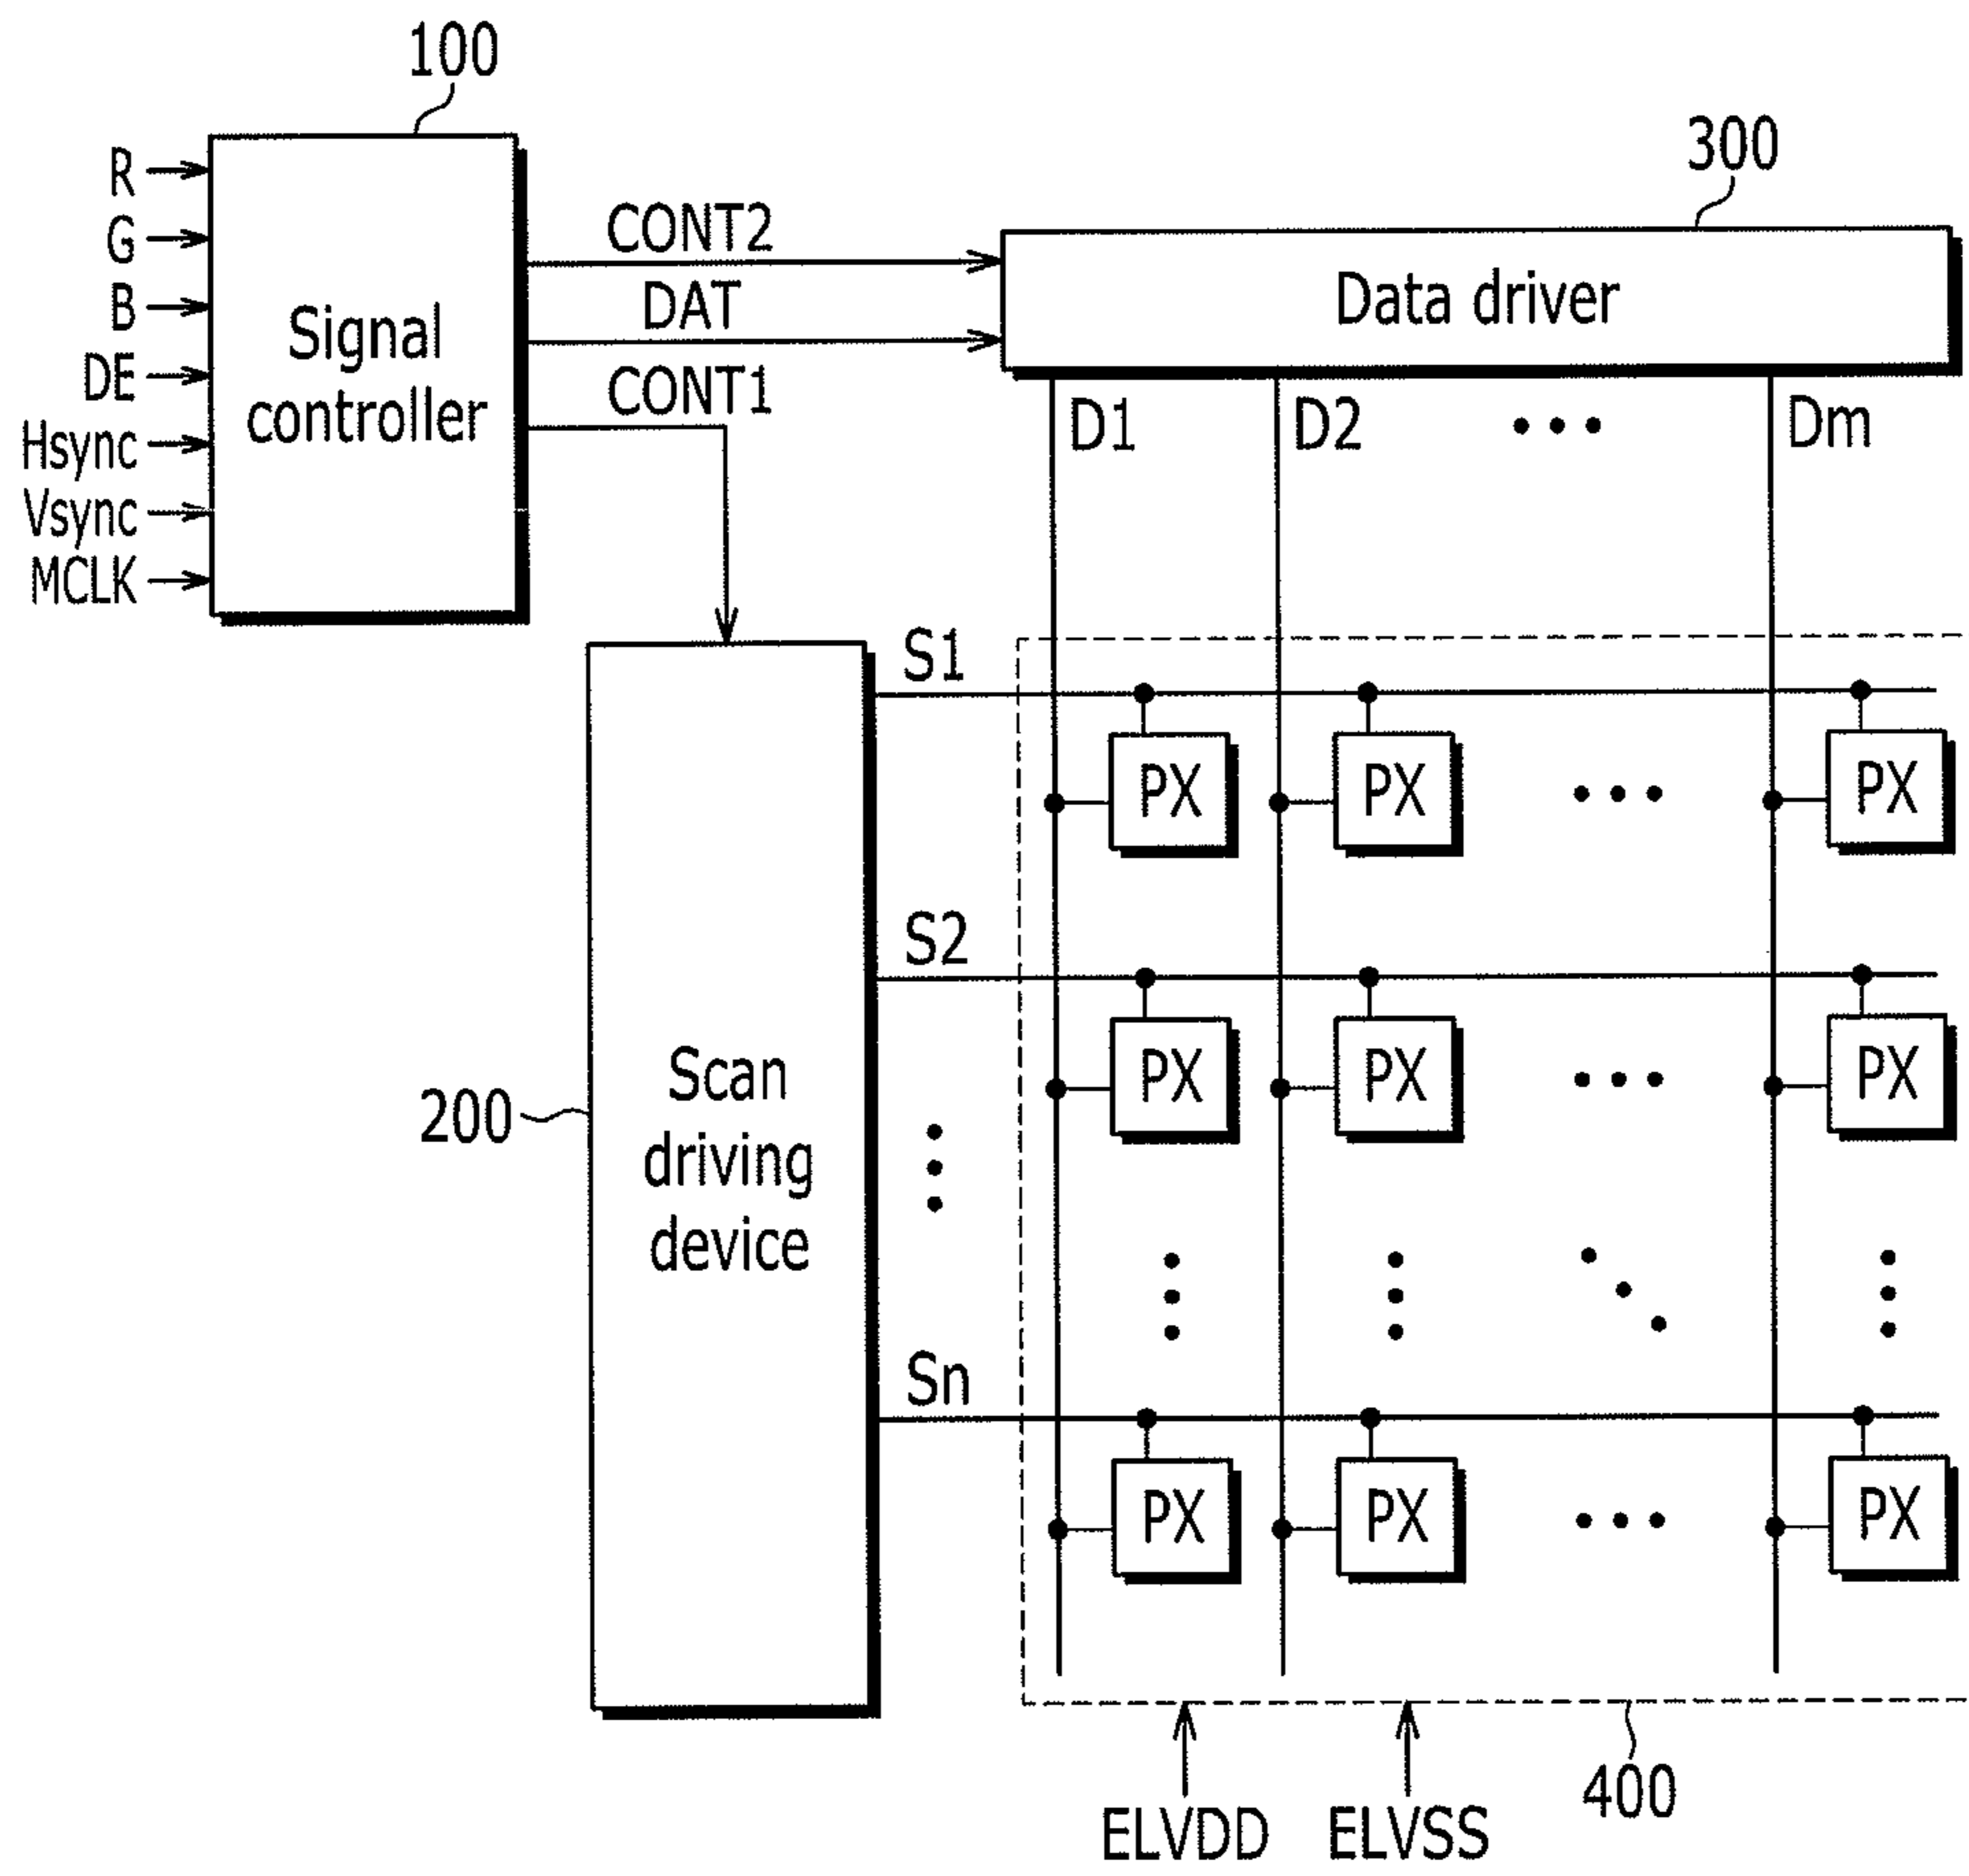 100
R
G
B
DE
Hsync
Vsync
MCLK
Signal
controller
CONT2
DAT
CONT1
300
Data driver
D1 D2 Dm
200
Scan
driving
device
S1
PX PX PX
S2
PX PX PX
Sn
PX PX PX
ELVDD ELVSS
400